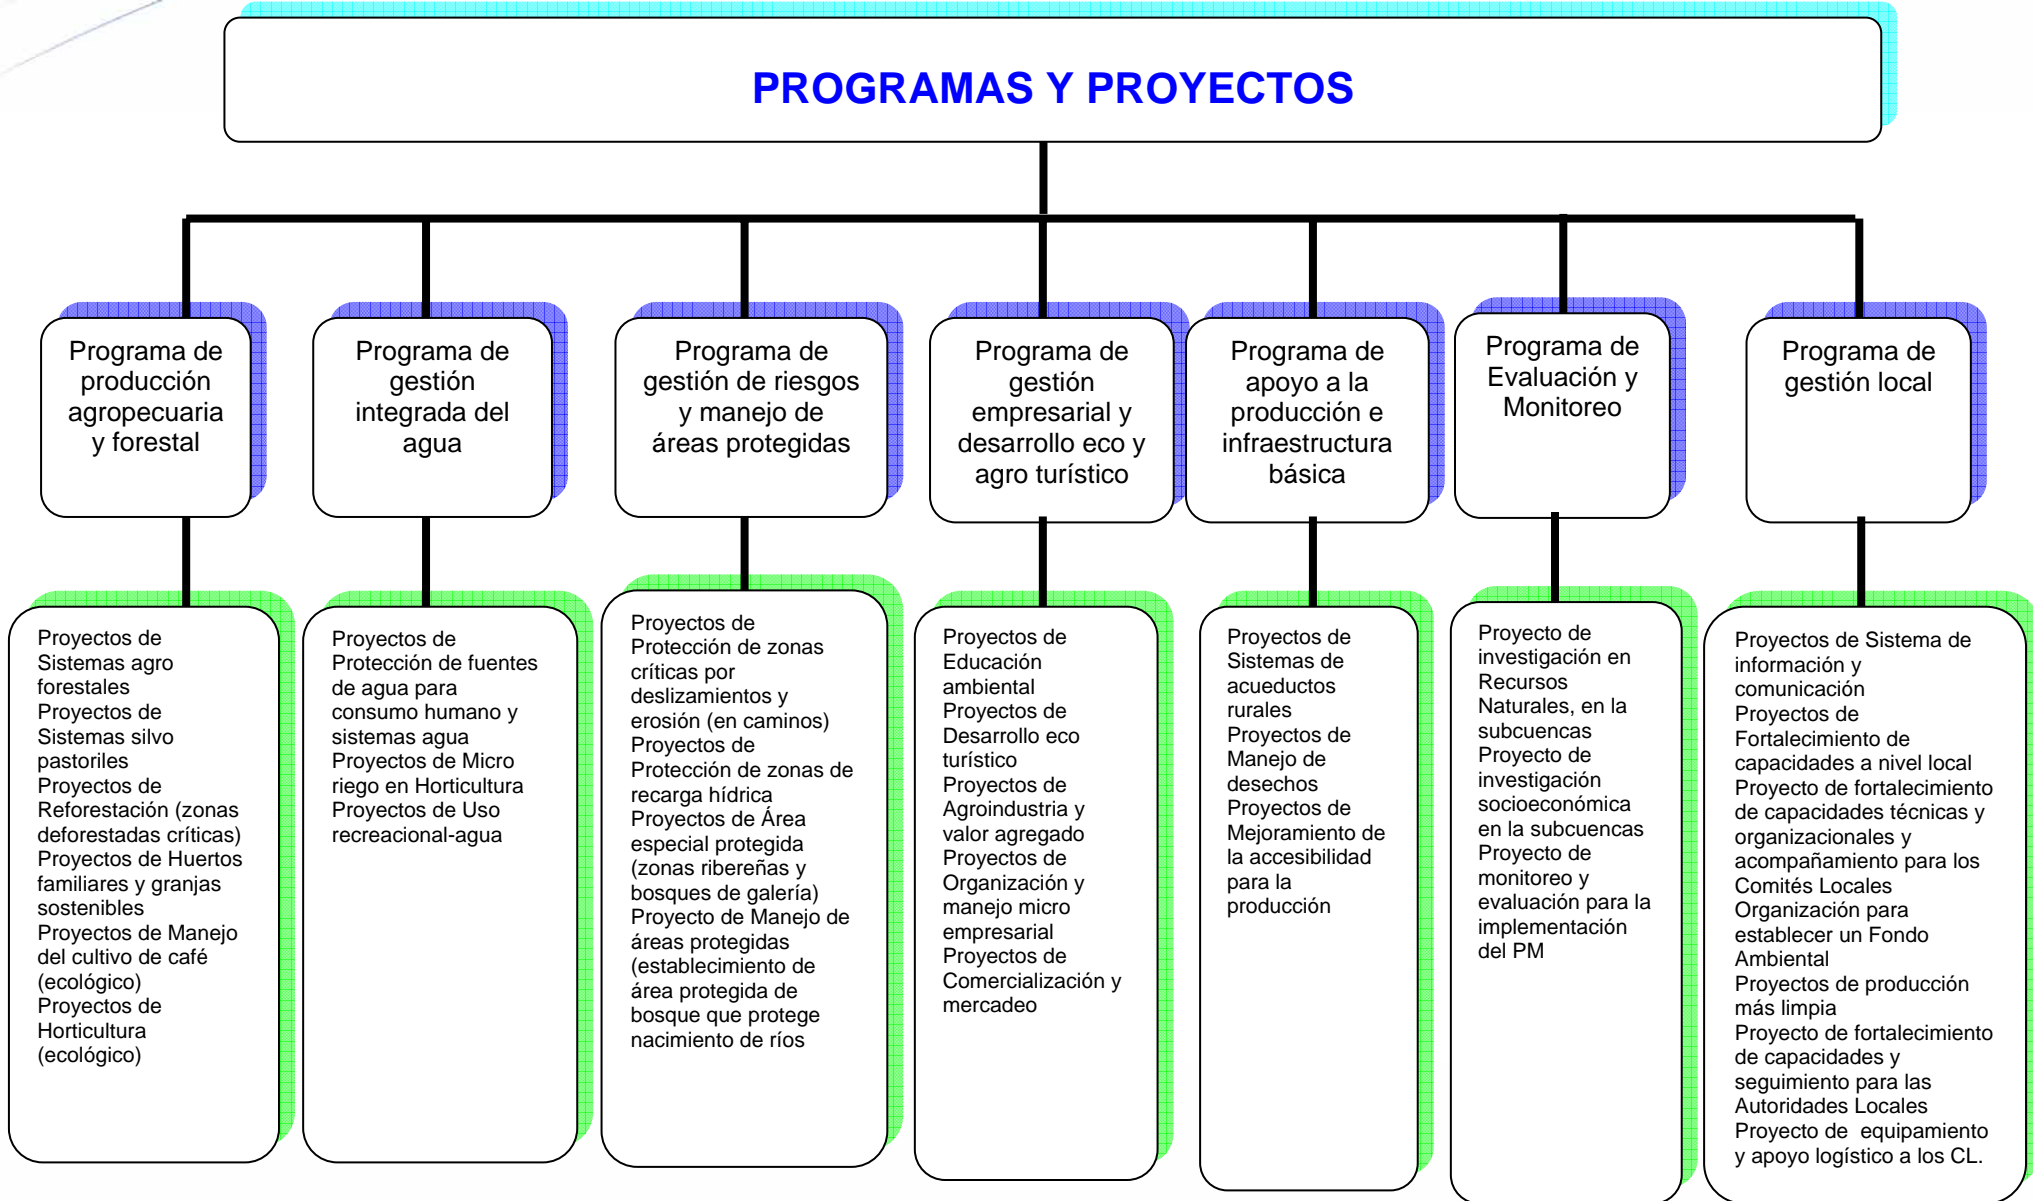 PROGRAMAS Y PROYECTOS
Programa de
producción
agropecuaria
y forestal
Programa de
gestión
integrada del
agua
Programa de
gestión de riesgos
y manejo de
áreas protegidas
Programa de
gestión
empresarial y
desarrollo eco y
agro turístico
Programa de
apoyo a la
producción e
infraestructura
básica
Programa de
Evaluación y
Monitoreo
Programa de
gestión local
Proyectos de
Sistemas agro
forestales
Proyectos de
Sistemas silvo
pastoriles
Proyectos de
Reforestación (zonas
deforestadas críticas)
Proyectos de Huertos
familiares y granjas
sostenibles
Proyectos de Manejo
del cultivo de café
(ecológico)
Proyectos de
Horticultura
(ecológico)
Proyectos de
Protección de fuentes
de agua para
consumo humano y
sistemas agua
Proyectos de Micro
riego en Horticultura
Proyectos de Uso
recreacional-agua
Proyectos de
Protección de zonas
críticas por
deslizamientos y
erosión (en caminos)
Proyectos de
Protección de zonas de
recarga hídrica
Proyectos de Área
especial protegida
(zonas ribereñas y
bosques de galería)
Proyecto de Manejo de
áreas protegidas
(establecimiento de
área protegida de
bosque que protege
nacimiento de ríos
Proyectos de
Educación
ambiental
Proyectos de
Desarrollo eco
turístico
Proyectos de
Agroindustria y
valor agregado
Proyectos de
Organización y
manejo micro
empresarial
Proyectos de
Comercialización y
mercadeo
Proyectos de
Sistemas de
acueductos
rurales
Proyectos de
Manejo de
desechos
Proyectos de
Mejoramiento de
la accesibilidad
para la
producción
Proyecto de
investigación en
Recursos
Naturales, en la
subcuencas
Proyecto de
investigación
socioeconómica
en la subcuencas
Proyecto de
monitoreo y
evaluación para la
implementación
del PM
Proyectos de Sistema de
información y
comunicación
Proyectos de
Fortalecimiento de
capacidades a nivel local
Proyecto de fortalecimiento
de capacidades técnicas y
organizacionales y
acompañamiento para los
Comités Locales
Organización para
establecer un Fondo
Ambiental
Proyectos de producción
más limpia
Proyecto de fortalecimiento
de capacidades y
seguimiento para las
Autoridades Locales
Proyecto de  equipamiento
y apoyo logístico a los CL.